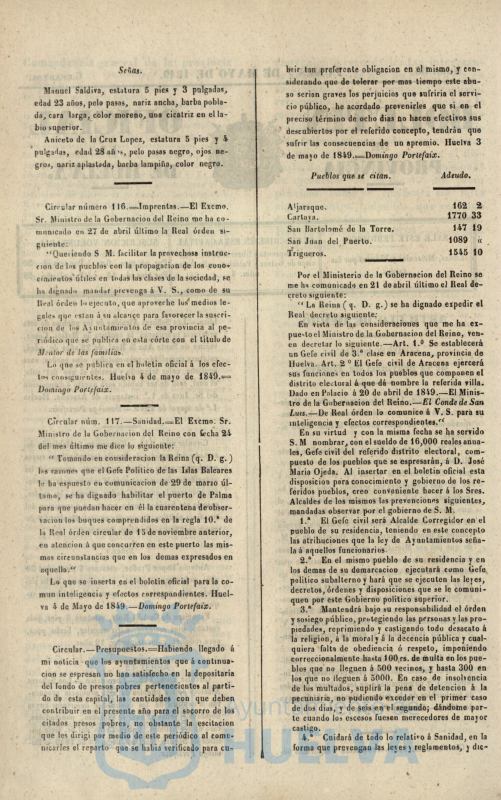 Señas.
Manuel Saldiva, estatura 5 pies y 3 pulgadas,
edad 23 años, pelo pasas, nariz ancha, barba pobla-
da, cara larga, color moreno, una cicatriz en el la-
bio superior.
Aniceto de la Cruz Lopez, estatura 5 pies y 4
pulgadas, edad 28 años, pelo pasas negro, ojos ne-
gros, nariz aplastada, barba lampiña, color negro.
Circular número 116.—Imprentas.—El Excmo.
Sr. Ministro de la Gobernacion del Reino me ha co-
municado en 27 de abril último la Real órden si-
guiente:
"Queriendo S M. facilitar la provechosa instruc-
cion de los pueblos con la propagacion de los cono-
cimientos útiles en todas las clases de la sociedad, se
ha dignado mandar prevenga á V. S., como de su
Real órden lo ejecuto, que aproveche los medios le-
gales que estan á su alcance para favorecer la suscri-
cion de los Ayuntamientos de esa provincia al pe-
riódico que se publica en esta córte con el título de
Mentor de las familias.
Lo que se publica en el boletin oficial á los efec-
tos consiguientes. Huelva 4 de mayo de 1849.=
Domingo Portefaix.
Circular núm. 117.—Sanidad.—El Excmo. Sr.
Ministro de la Gobernacion del Reino con fecha 24
del mes último me dice lo siguiente:
"Tomando en consideracion la Reina (q. D. g.)
las razones que el Gefe Político de las Islas Baleares
le ha espuesto en comunicacion de 29 de marzo úl-
timo, se ha dignado habilitar el puerto de Palma
para que puedan hacer en él la cuarentena de obser-
vacion los buques comprendidos en la regla 10.ª de
la Real órden circular de 15 de noviembre anterior,
en atencion á que concurren en este puerto las mis-
mas circunstancias que en los demas expresados en
aquella."
Lo que se inserta en el boletin oficial para la co-
mun inteligencia y efectos correspondientes. Huel-
va 4 de Mayo de 1849.—Domingo Portefaix.
Circular.—Presupuestos.=Habiendo llegado á
mi noticia que los ayuntamientos que á continua-
cion se espresan no han satisfecho en la depositaría
del fondo de presos pobres pertenecientes al parti-
do de esta capital, las cantidades con que deben
contribuir en el presente año para el socorro de los
citados presos pobres, no obstante la escitacion
que les dirigí por medio de este periódico al comu-
nicarles el reparto que se habia verificado para cu-
brir tan preferente obligacion en el mismo, y con-
siderando que de tolerar por mas tiempo este abu-
so serian graves los perjuicios que sufriria el servi-
cio público, he acordado prevenirles que si en el
preciso término de ocho dias no hacen efectivos sus
descubiertos por el referido concepto, tendrán que
sufrir las consecuencias de un apremio. Huelva 3
de mayo de 1849.=Domingo Portefaix.
Pueblos que se citan. Adeudo.
Aljaraque. 162 2
Cartaya. 1770 33
San Bartolomé de la Torre. 147 19
San Juan del Puerto. 1089 «
Trigueros. 1545 10
Por el Ministerio de la Gobernacion del Reino se
me ha comunicado en 21 de abril último el Real de-
creto siguiente:
"La Reina (q. D. g.) se ha dignado expedir el
Real decreto siguiente:
En vista de las consideraciones que me ha ex-
puesto el Ministro de la Gobernacion del Reino, ven-
en decretar lo siguiente.—Art. 1.º Se establecerá
un Gefe civil de 3.ª clase en Aracena, provincia de
Huelva. Art. 2.º El Gefe civil de Aracena ejercerá
sus funciones en todos los pueblos que componen el
distrito electoral á que dá nombre la referida villa.
Dado en Palacio á 20 de abril de 1849.—El Minis-
tro de la Gobernacion del Reino.—El Conde de San
Luis.—De Real órden lo comunico á V. S. para su
inteligencia y efectos correspondientes."
En su virtud y con la misma fecha se ha servido
S. M nombrar, con el sueldo de 16,000 reales anua-
les, Gefe civil del referido distrito electoral, com-
puesto de los pueblos que se espresarán, á D. José
Mario Ojeda. Al insertar en el boletin oficial esta
disposicion para conocimiento y gobierno de los re-
feridos pueblos, creo conveniente hacer á los Sres.
Alcaldes de los mismos las prevenciones siguientes,
mandadas observar por el gobierno de S. M.
1.ª El Gefe civil será Alcalde Corregidor en el
pueblo de su residencia, teniendo en este concepto
las atribuciones que la ley de Ayuntamientos seña-
la á aquellos funcionarios.
2.ª En el mismo pueblo de su residencia y en
los demas de su demarcacion ejecutará como Gefe,
político subalterno y hará que se ejecuten las leyes,
decretos, órdenes y disposiciones que se le comuni-
quen por este Gobierno político superior.
3.ª Mantendrá bajo su responsabilidad el órden
y sosiego público, protegiendo las personas y las pro-
piedades, reprimiendo y castigando todo desacato á
la religion, á la moral y á la decencia pública y cual-
quiera falta de obediencia ó respeto, imponiendo
correccionalmente hasta 100 rs. de multa en los pue-
blos que no lleguen á 500 vecinos, y hasta 300 en
los que no lleguen á 5000. En caso de insolvencia
de los multados, suplirá la pena de detencion á la
pecuniaria, no pudiendo exceder en el primer caso
de dos dias, ni de en el segundo; dándome par-
te cuando los escesos fuesen merecedores de mayor
castigo.
4.ª Cuidará de todo lo relativo á Sanidad, en la
forma que prevengan las leyes y reglamentos, y dic-
HUELVA